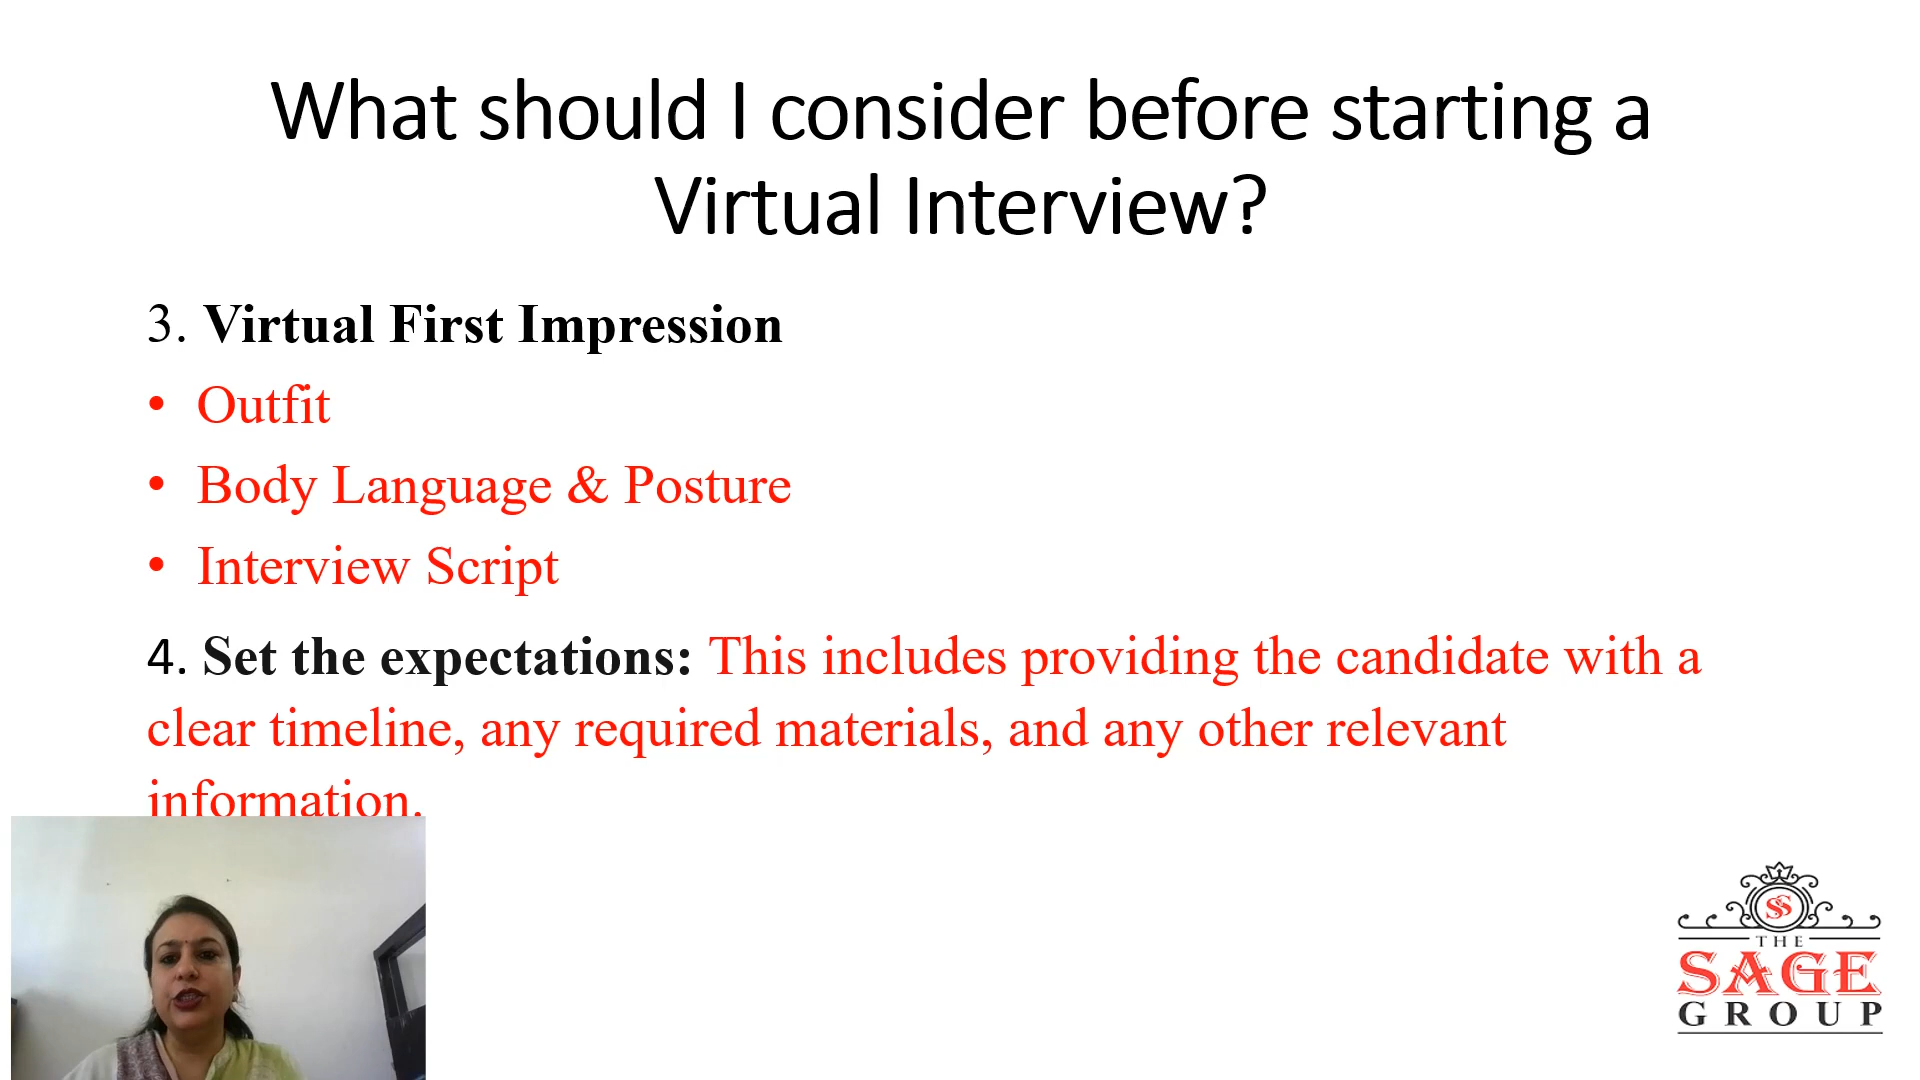 What should I consider before starting a
Virtual Interview?
3. Virtual First Impression
• Outfit
• Body Language & Posture
• Interview Script
4. Set the expectations: This includes providing the candidate with a
clear timeline, any required materials, and any other relevant
information.
SS
THE
SAGE
GROUP